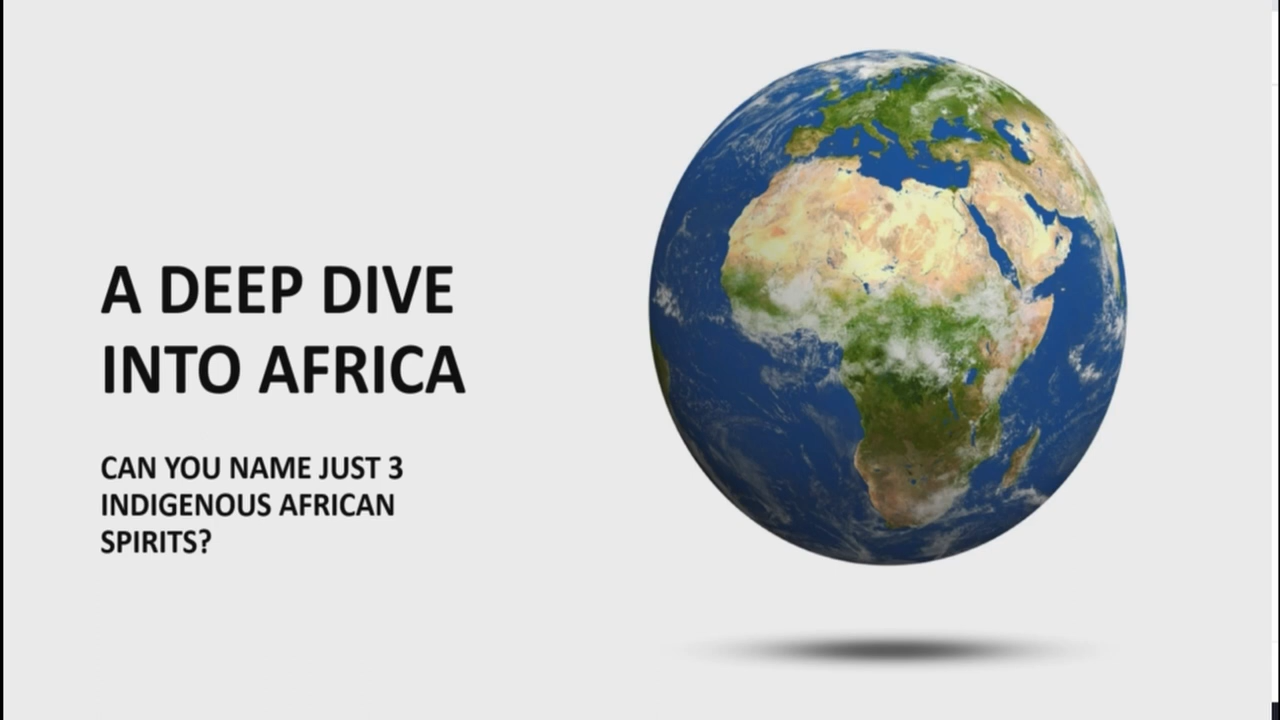 A DEEP DIVE
INTO AFRICA
CAN YOU NAME JUST 3
INDIGENOUS AFRICAN
SPIRITS?